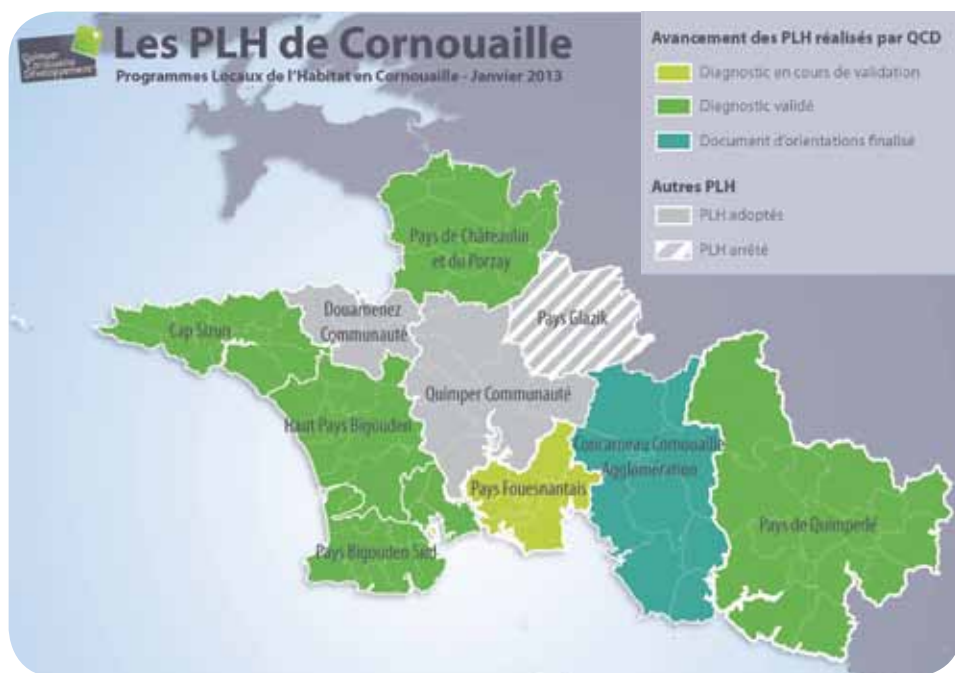 Quimper
cornouaille
développement
Les PLH de Cornouaille
Programmes Locaux de l'Habitat en Cornouaille - Janvier 2013
Avancement des PLH réalisés par QCD
Diagnostic en cours de validation
Diagnostic validé
Document d'orientations finalisé
Autres PLH
PLH adoptés
PLH arrêté
Pays de Châteaulin
et du Porzay
Douarnenez
Communauté
Pays Glazik
Cap Sizun
Quimper Communauté
Haut Pays Bigouden
Concarneau Cornouaille
Agglomération
Pays Fouesnantais
Pays de Quimperlé
Pays Bigouden Sud